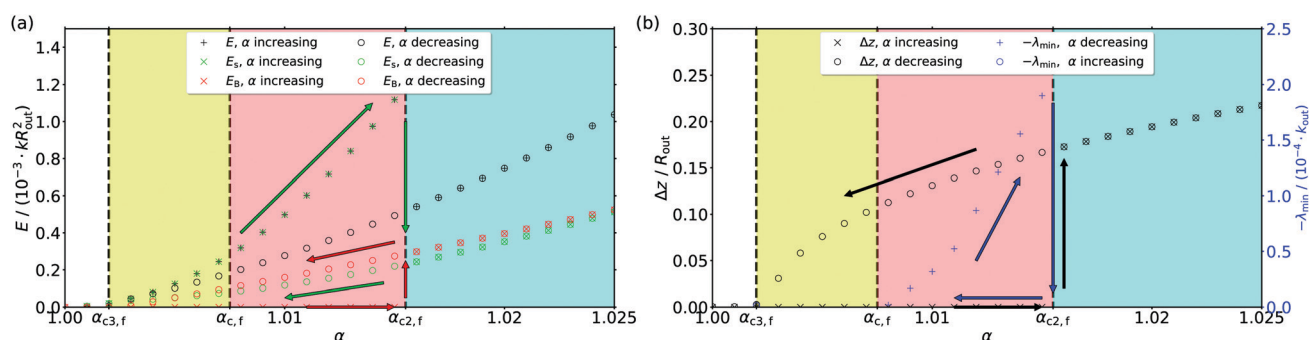 (a)
1.4
1.2
1.0
0.8
0.6
0.4
0.2
0.0
E / (10⁻³ · kR²out)
E, α increasing
Es, α increasing
EB, α increasing
E, α decreasing
Es, α decreasing
EB, α decreasing
1.00 αc3, f αc, f 1.01 αc2, f 1.02 1.025
α
(b)
0.30
0.25
0.20
0.15
0.10
0.05
0.00
Δz / Rout
Δz, α increasing
Δz, α decreasing
−λmin, α decreasing
−λmin, α increasing
2.5
2.0
1.5
1.0
0.5
0.0
−λmin / (10⁻⁴ · kout)
1.00 αc3, f αc, f 1.01 αc2, f 1.02 1.025
α